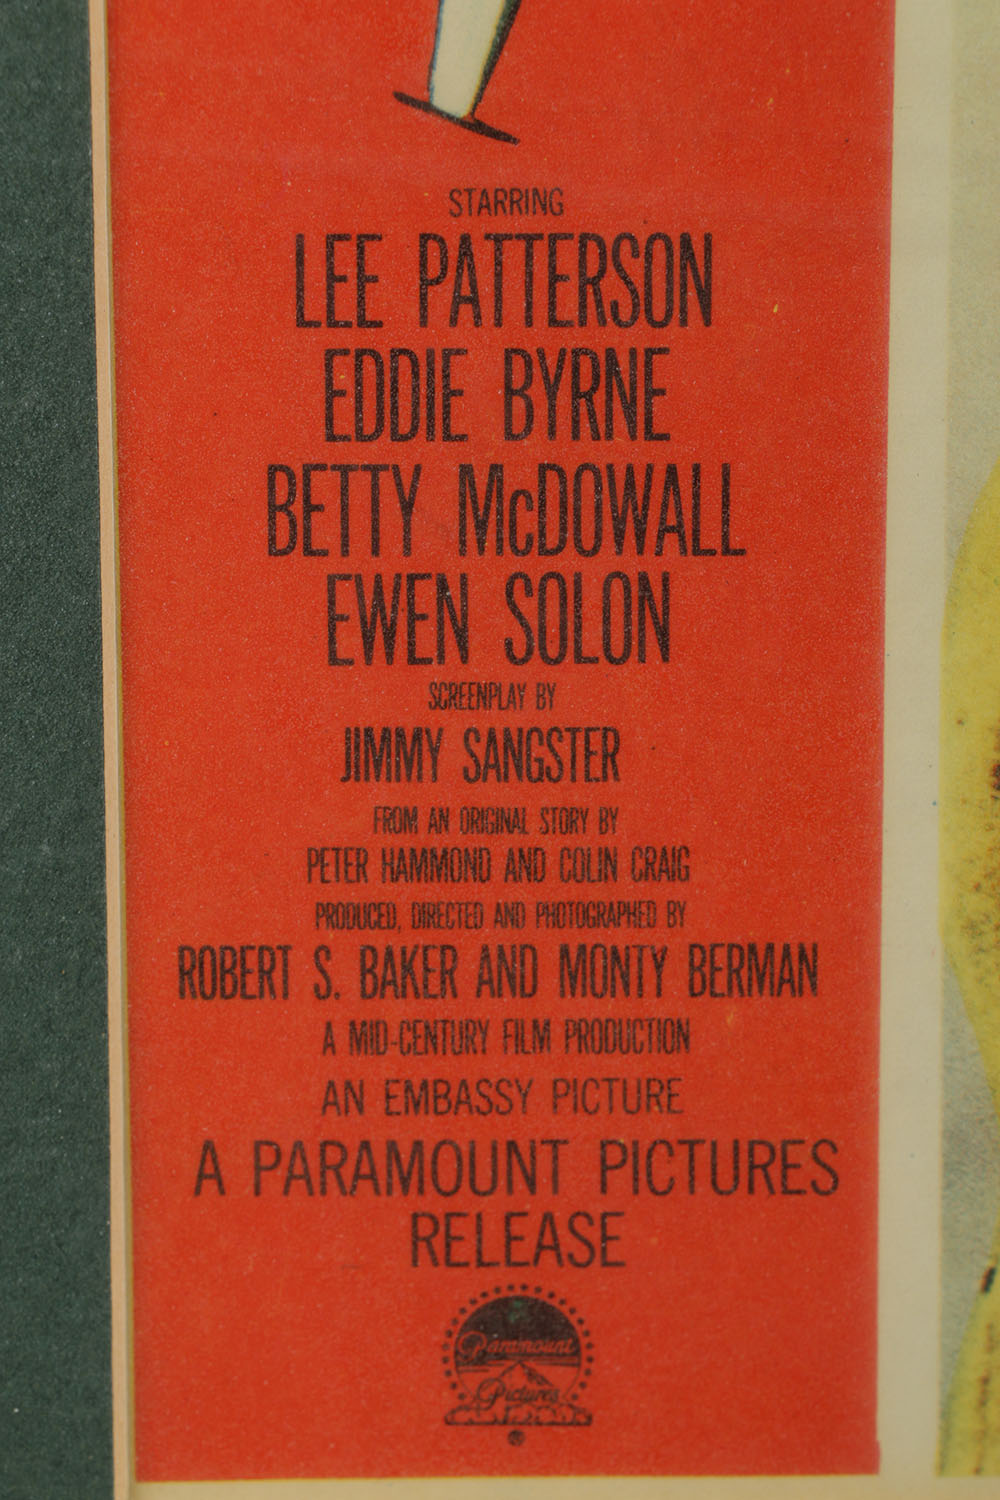 STARRING
LEE PATTERSON
EDDIE BYRNE
BETTY McDOWALL
EWEN SOLON
SCREENPLAY BY
JIMMY SANGSTER
FROM AN ORIGINAL STORY BY
PETER HAMMOND AND COLIN CRAIG
PRODUCED, DIRECTED AND PHOTOGRAPHED BY
ROBERT S. BAKER AND MONTY BERMAN
A MID-CENTURY FILM PRODUCTION
AN EMBASSY PICTURE
A PARAMOUNT PICTURES
RELEASE
Paramount
Pictures